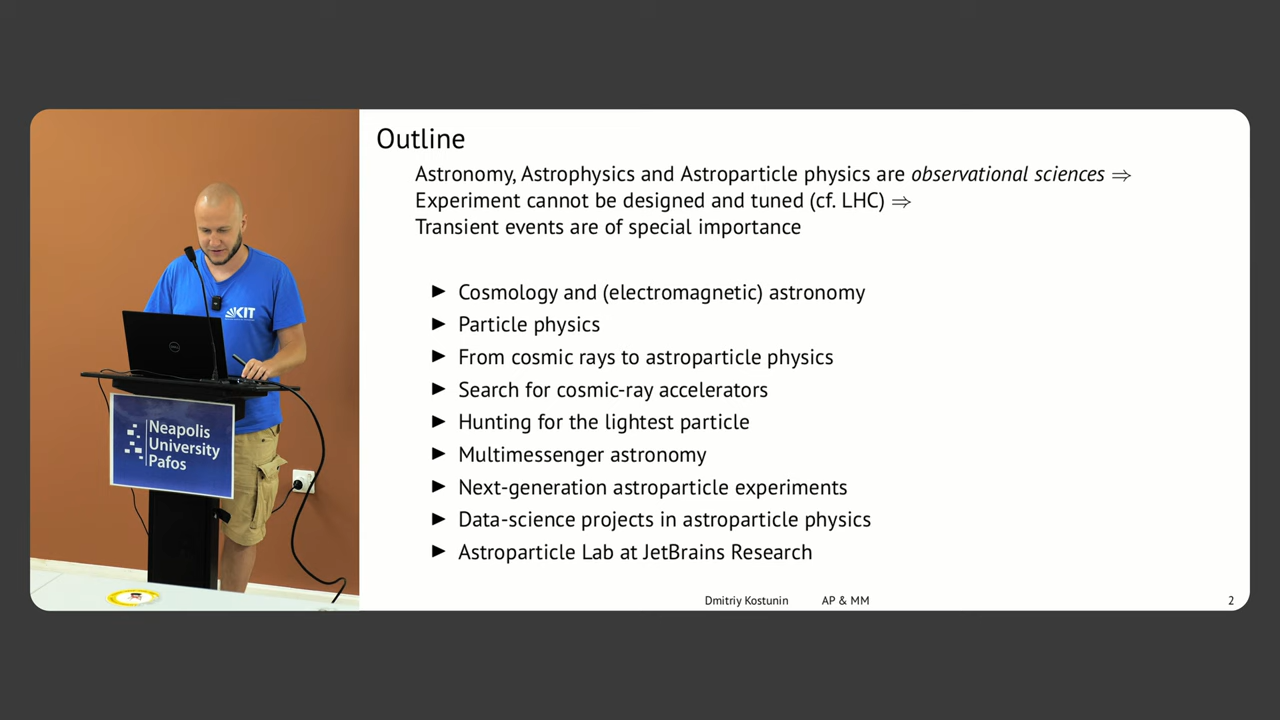 Outline
Astronomy, Astrophysics and Astroparticle physics are observational sciences ⇒
Experiment cannot be designed and tuned (cf. LHC) ⇒
Transient events are of special importance
► Cosmology and (electromagnetic) astronomy
► Particle physics
► From cosmic rays to astroparticle physics
► Search for cosmic-ray accelerators
► Hunting for the lightest particle
► Multimessenger astronomy
► Next-generation astroparticle experiments
► Data-science projects in astroparticle physics
► Astroparticle Lab at JetBrains Research
Dmitriy Kostunin AP & MM 2
KIT
DELL
Neapolis
University
Pafos